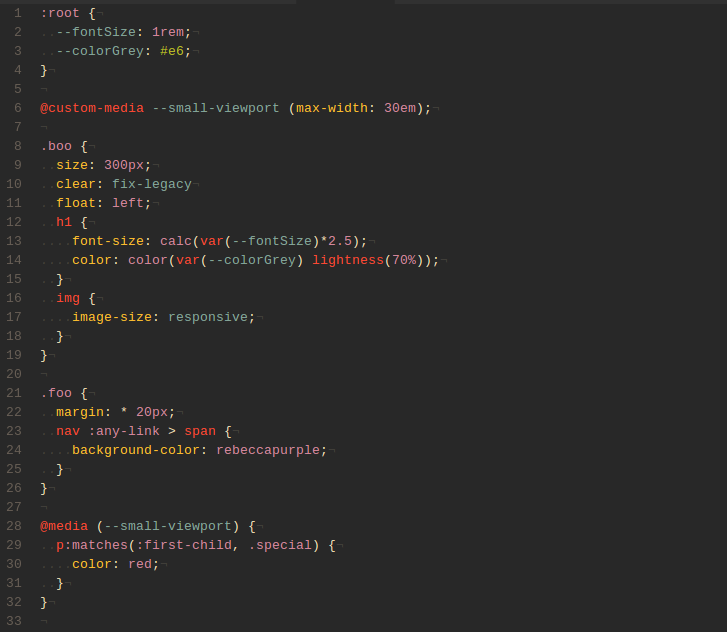 1 :root {¬
2 ..--fontSize: 1rem;¬
3 ..--colorGrey: #e6;¬
4 }¬
5 ¬
6 @custom-media --small-viewport (max-width: 30em);¬
7 ¬
8 .boo {¬
9 ..size: 300px;¬
10 ..clear: fix-legacy¬
11 ..float: left;¬
12 ..h1 {¬
13 ....font-size: calc(var(--fontSize)*2.5);¬
14 ....color: color(var(--colorGrey) lightness(70%));¬
15 ..}¬
16 ..img {¬
17 ....image-size: responsive;¬
18 ..}¬
19 }¬
20 ¬
21 .foo {¬
22 ..margin: * 20px;¬
23 ..nav :any-link > span {¬
24 ....background-color: rebeccapurple;¬
25 ..}¬
26 }¬
27 ¬
28 @media (--small-viewport) {¬
29 ..p:matches(:first-child, .special) {¬
30 ....color: red;¬
31 ..}¬
32 }¬
33 ¬